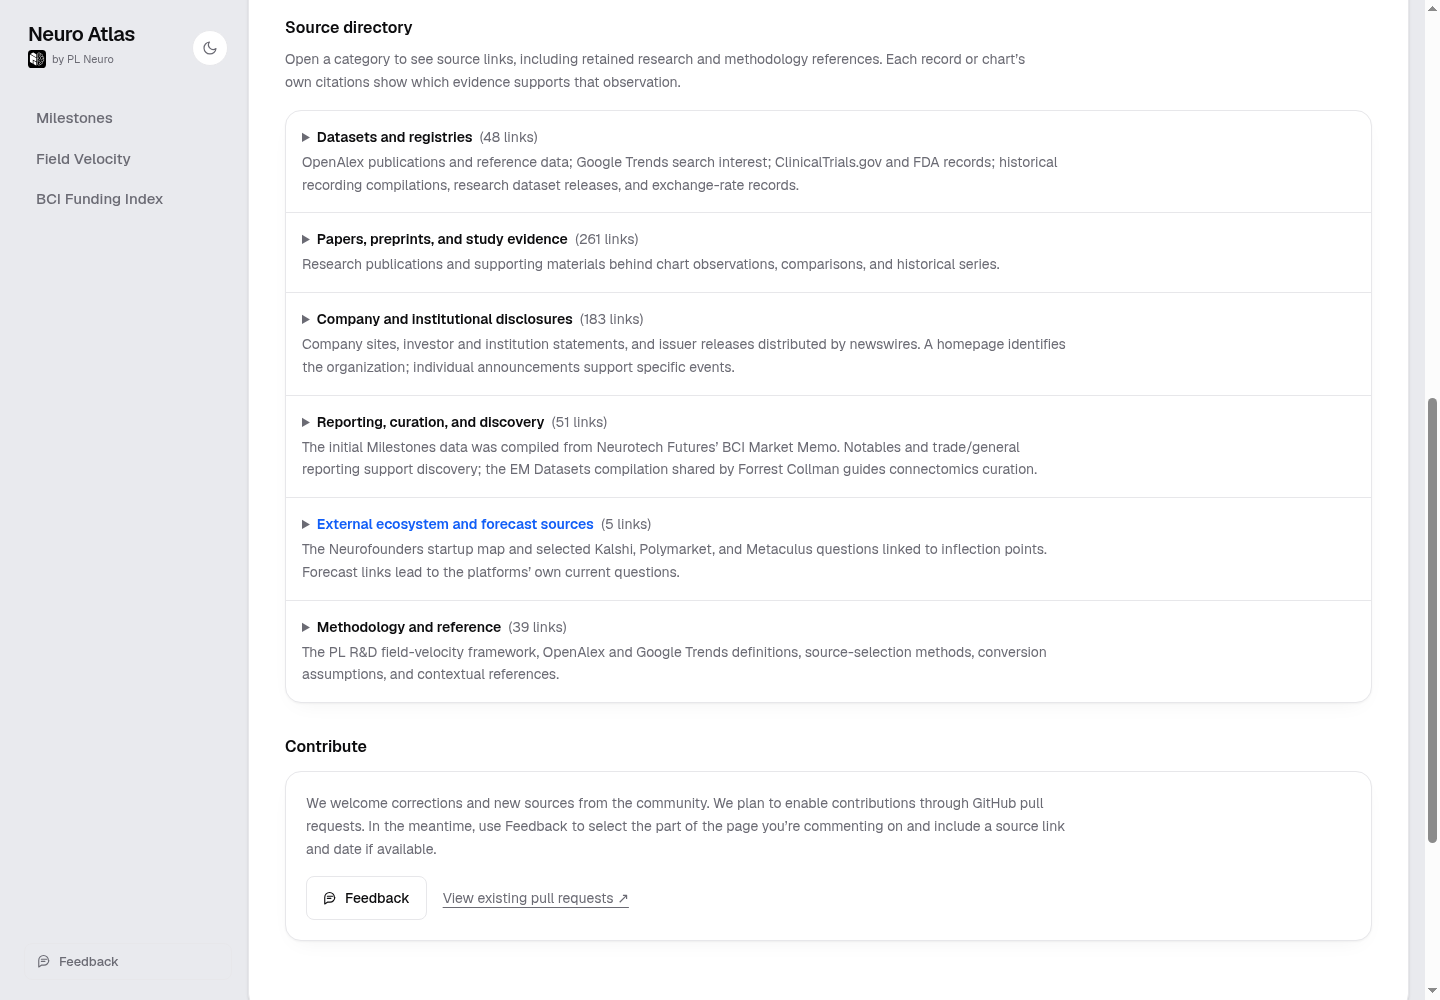 Neuro Atlas
by PL Neuro
Milestones
Field Velocity
BCI Funding Index
Feedback
Source directory
Open a category to see source links, including retained research and methodology references. Each record or chart’s
own citations show which evidence supports that observation.
Datasets and registries (48 links)
OpenAlex publications and reference data; Google Trends search interest; ClinicalTrials.gov and FDA records; historical
recording compilations, research dataset releases, and exchange-rate records.
Papers, preprints, and study evidence (261 links)
Research publications and supporting materials behind chart observations, comparisons, and historical series.
Company and institutional disclosures (183 links)
Company sites, investor and institution statements, and issuer releases distributed by newswires. A homepage identifies
the organization; individual announcements support specific events.
Reporting, curation, and discovery (51 links)
The initial Milestones data was compiled from Neurotech Futures’ BCI Market Memo. Notables and trade/general
reporting support discovery; the EM Datasets compilation shared by Forrest Collman guides connectomics curation.
External ecosystem and forecast sources (5 links)
The Neurofounders startup map and selected Kalshi, Polymarket, and Metaculus questions linked to inflection points.
Forecast links lead to the platforms’ own current questions.
Methodology and reference (39 links)
The PL R&D field-velocity framework, OpenAlex and Google Trends definitions, source-selection methods, conversion
assumptions, and contextual references.
Contribute
We welcome corrections and new sources from the community. We plan to enable contributions through GitHub pull
requests. In the meantime, use Feedback to select the part of the page you’re commenting on and include a source link
and date if available.
Feedback
View existing pull requests ↗